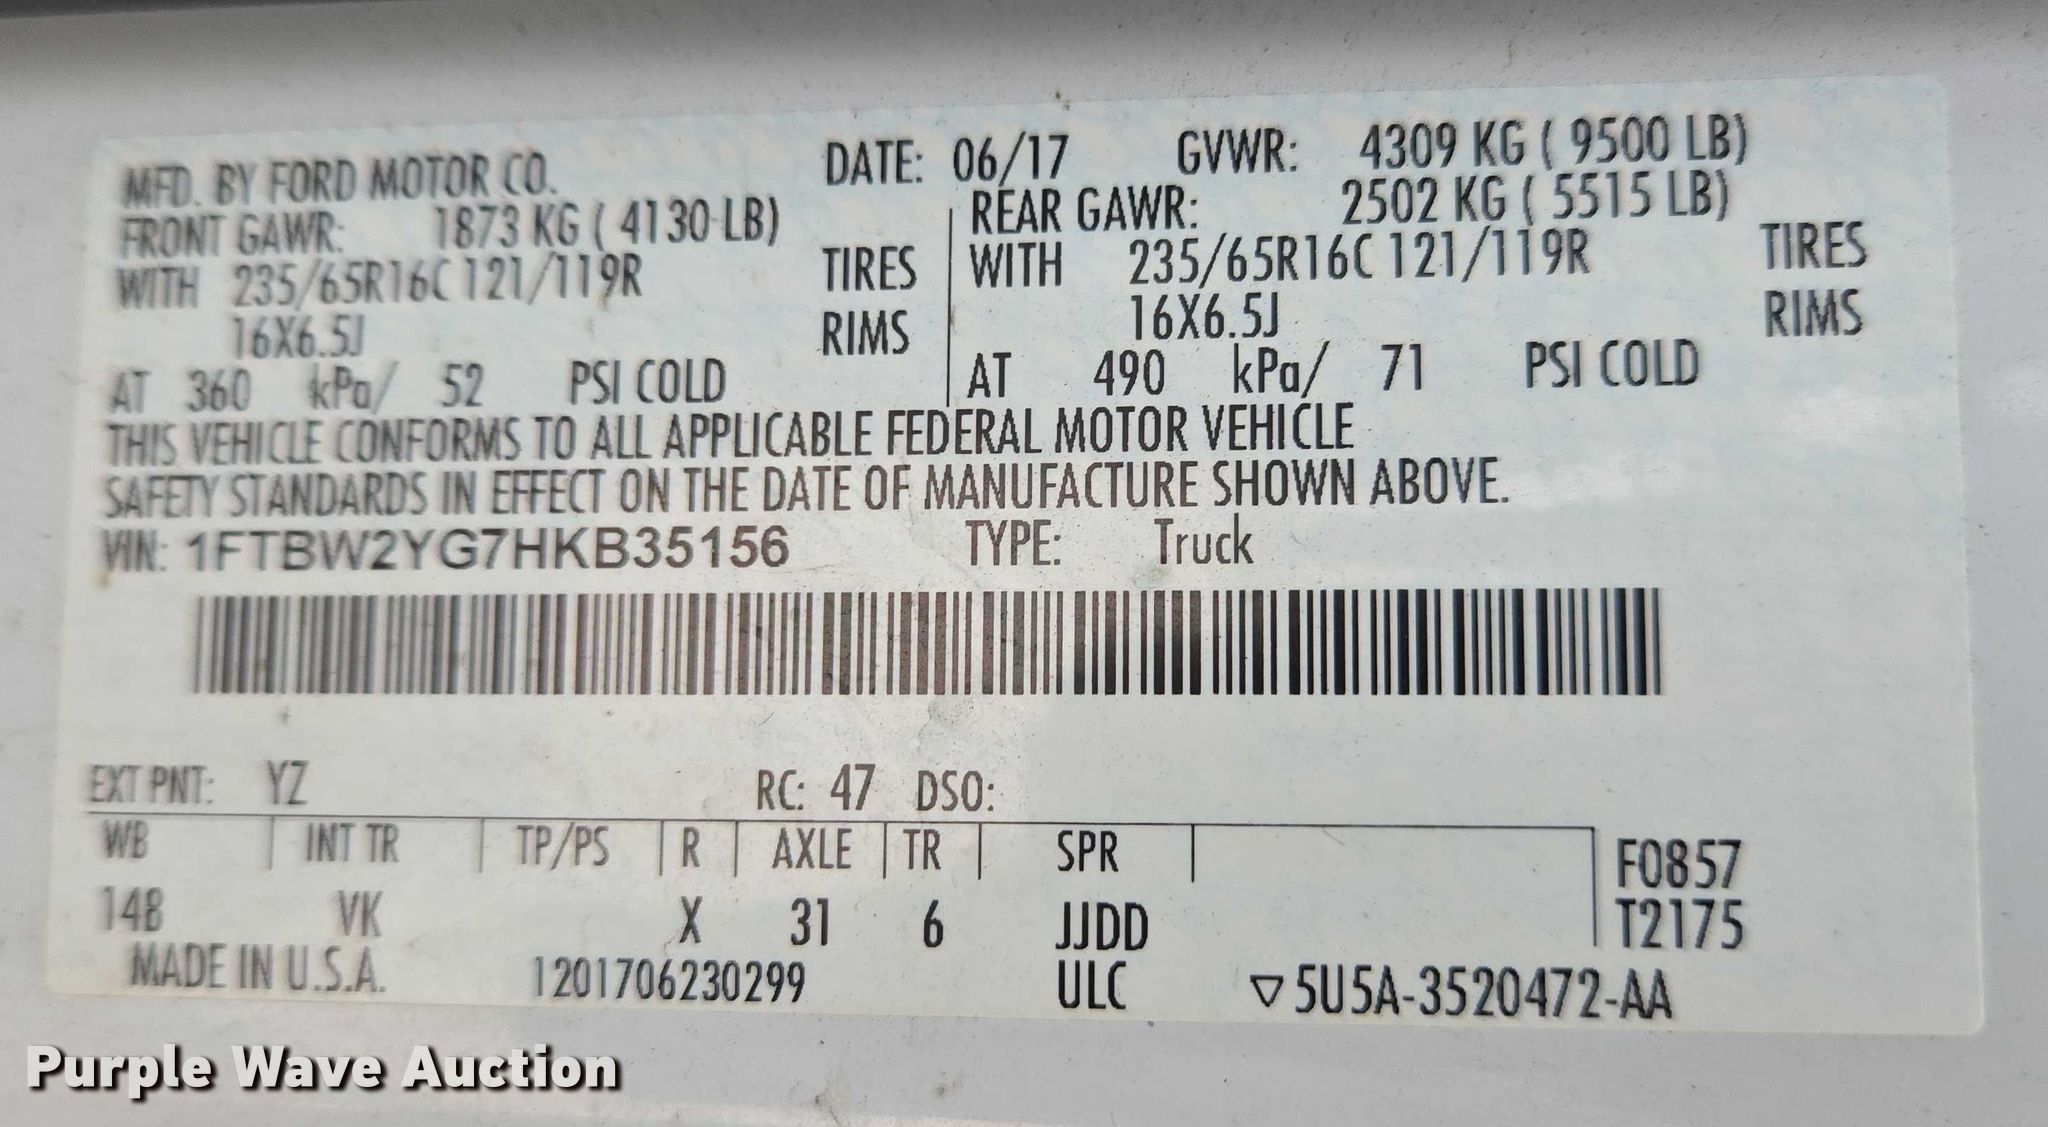 MFD. BY FORD MOTOR CO. DATE: 06/17 GVWR: 4309 KG ( 9500 LB)
FRONT GAWR: 1873 KG ( 4130 LB) REAR GAWR: 2502 KG ( 5515 LB)
WITH 235/65R16C 121/119R TIRES WITH 235/65R16C 121/119R TIRES
16X6.5J RIMS 16X6.5J RIMS
AT 360 kPa/ 52 PSI COLD AT 490 kPa/ 71 PSI COLD
THIS VEHICLE CONFORMS TO ALL APPLICABLE FEDERAL MOTOR VEHICLE
SAFETY STANDARDS IN EFFECT ON THE DATE OF MANUFACTURE SHOWN ABOVE.
VIN: 1FTBW2YG7HKB35156 TYPE: Truck
EXT PNT: YZ RC: 47 DSO:
WB INT TR TP/PS R AXLE TR SPR F0857
148 VK X 31 6 JJDD T2175
MADE IN U.S.A. 1201706230299 ULC ▽5U5A-3520472-AA
Purple Wave Auction